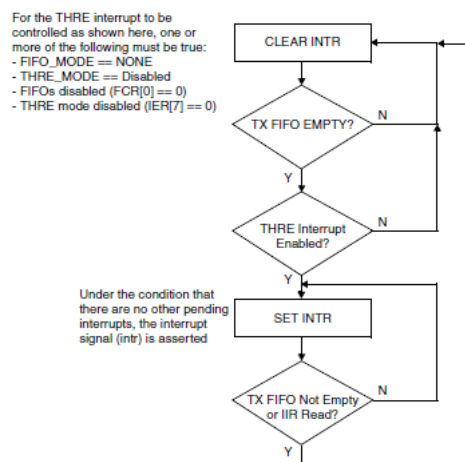 For the THRE interrupt to be
controlled as shown here, one or
more of the following must be true:
- FIFO_MODE == NONE
- THRE_MODE == Disabled
- FIFOs disabled (FCR[0] == 0)
- THRE mode disabled (IER[7] == 0)
CLEAR INTR
TX FIFO EMPTY?
N
Y
THRE Interrupt
Enabled?
N
Y
Under the condition that
there are no other pending
interrupts, the interrupt
signal (intr) is asserted
SET INTR
TX FIFO Not Empty
or IIR Read?
N
Y